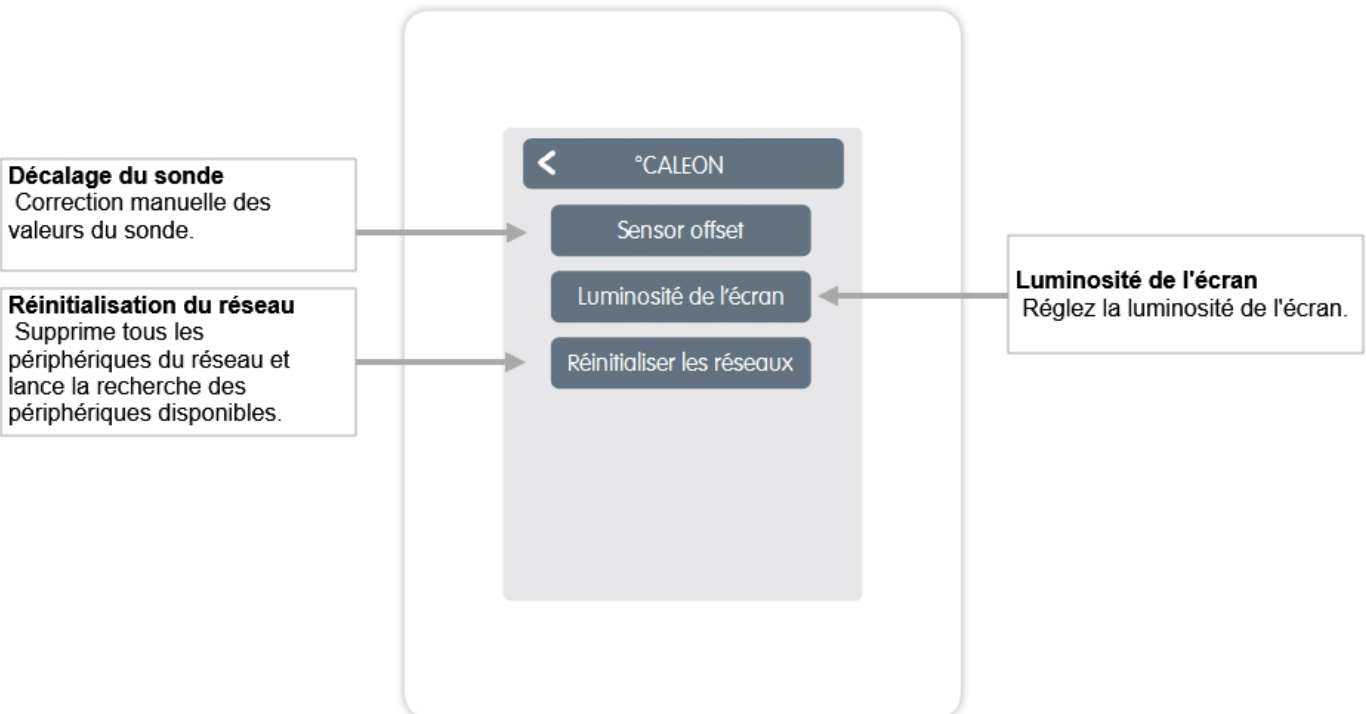 Décalage du sonde
Correction manuelle des
valeurs du sonde.
Réinitialisation du réseau
Supprime tous les
périphériques du réseau et
lance la recherche des
périphériques disponibles.
°CALEON
Sensor offset
Luminosité de l'écran
Réinitialiser les réseaux
Luminosité de l'écran
Réglez la luminosité de l'écran.